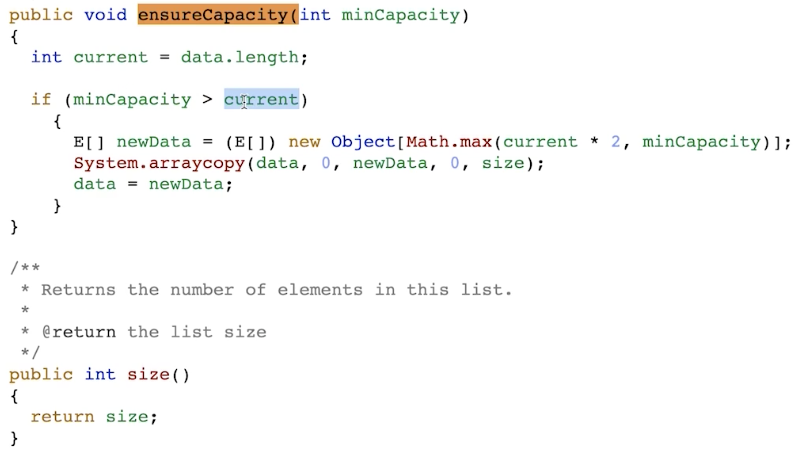 public void ensureCapacity(int minCapacity)
{
  int current = data.length;

  if (minCapacity > current)
    {
      E[] newData = (E[]) new Object[Math.max(current * 2, minCapacity)];
      System.arraycopy(data, 0, newData, 0, size);
      data = newData;
    }
}

/**
 * Returns the number of elements in this list.
 *
 * @return the list size
 */
public int size()
{
  return size;
}